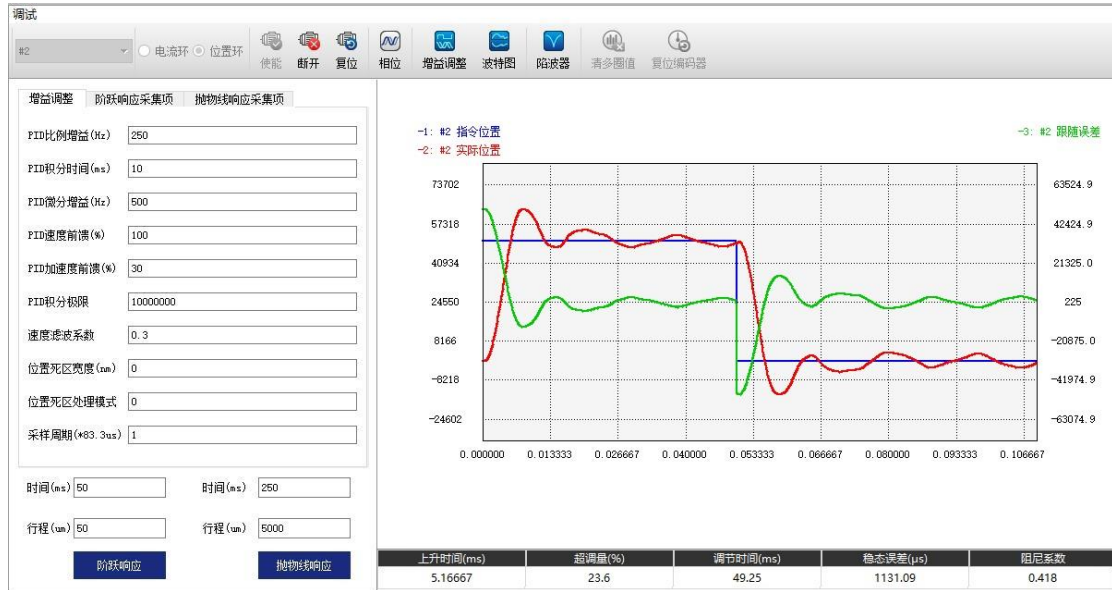 调试
#2 电流环 位置环 使能 断开 复位 相位 增益调整 波特图 陷波器 清多圈值 复位编码器
增益调整 阶跃响应采集项 抛物线响应采集项
PID比例增益(Hz) 250
PID积分时间(ms) 10
PID微分增益(Hz) 500
PID速度前馈(%) 100
PID加速度前馈(%) 30
PID积分极限 10000000
速度滤波系数 0.3
位置死区宽度(nm) 0
位置死区处理模式 0
采样周期(*83.3us) 1
时间(ms) 50 时间(ms) 250
行程(um) 50 行程(um) 5000
阶跃响应 抛物线响应
-1: #2 指令位置
-2: #2 实际位置
-3: #2 跟随误差
73702 63524.9
57318 42424.9
40934 21325.0
24550 225
8166 -20875.0
-8218 -41974.9
-24602 -63074.9
0.000000 0.013333 0.026667 0.040000 0.053333 0.066667 0.080000 0.093333 0.106667
上升时间(ms) 超调量(%) 调节时间(ms) 稳态误差(μs) 阻尼系数
5.16667 23.6 49.25 1131.09 0.418